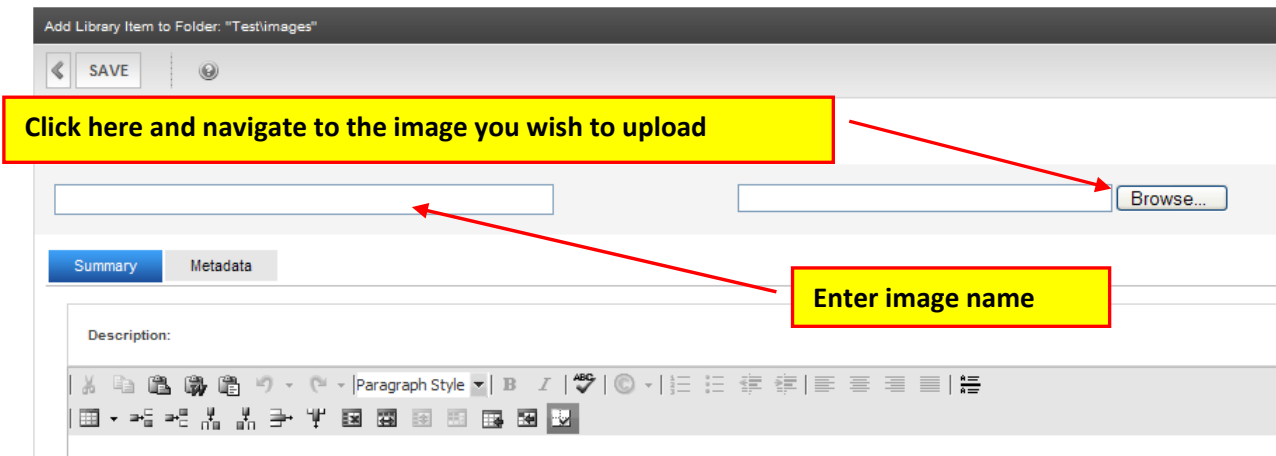 Add Library Item to Folder: "Test\images"
SAVE
Click here and navigate to the image you wish to upload
Browse...
Summary Metadata
Enter image name
Description:
Paragraph Style B I ABC